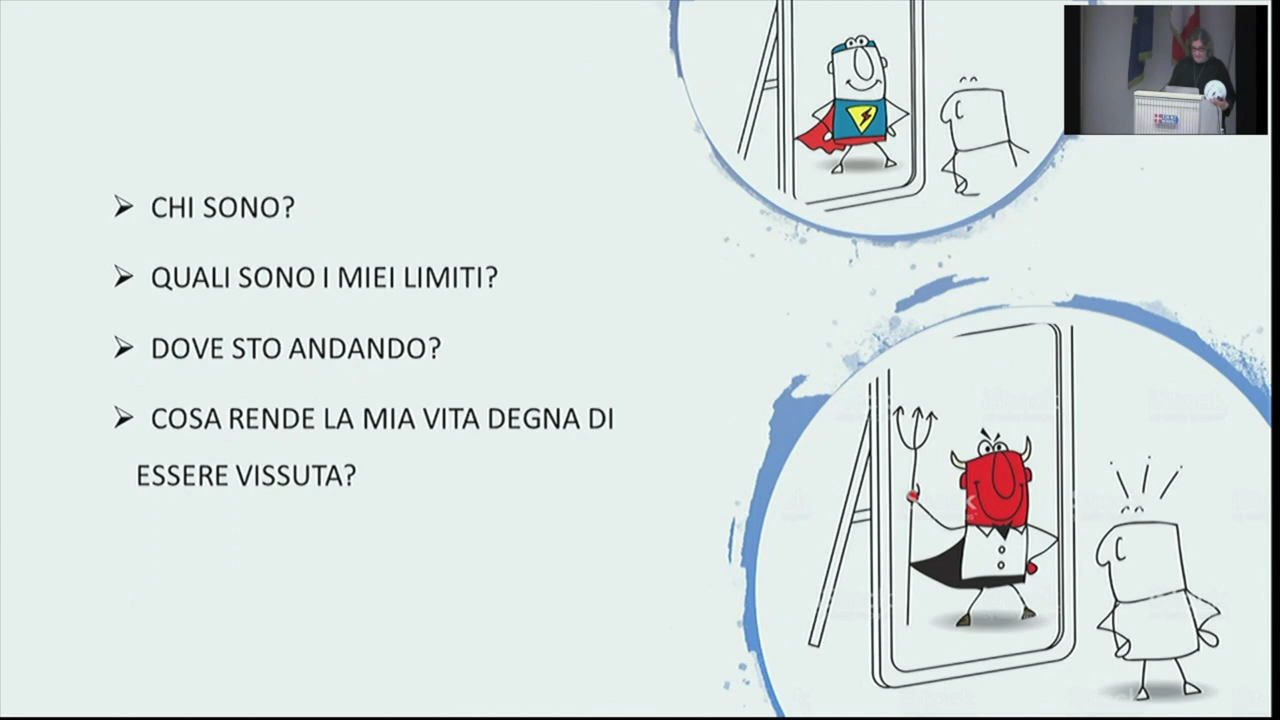 ➢ CHI SONO?
➢ QUALI SONO I MIEI LIMITI?
➢ DOVE STO ANDANDO?
➢ COSA RENDE LA MIA VITA DEGNA DI
ESSERE VISSUTA?